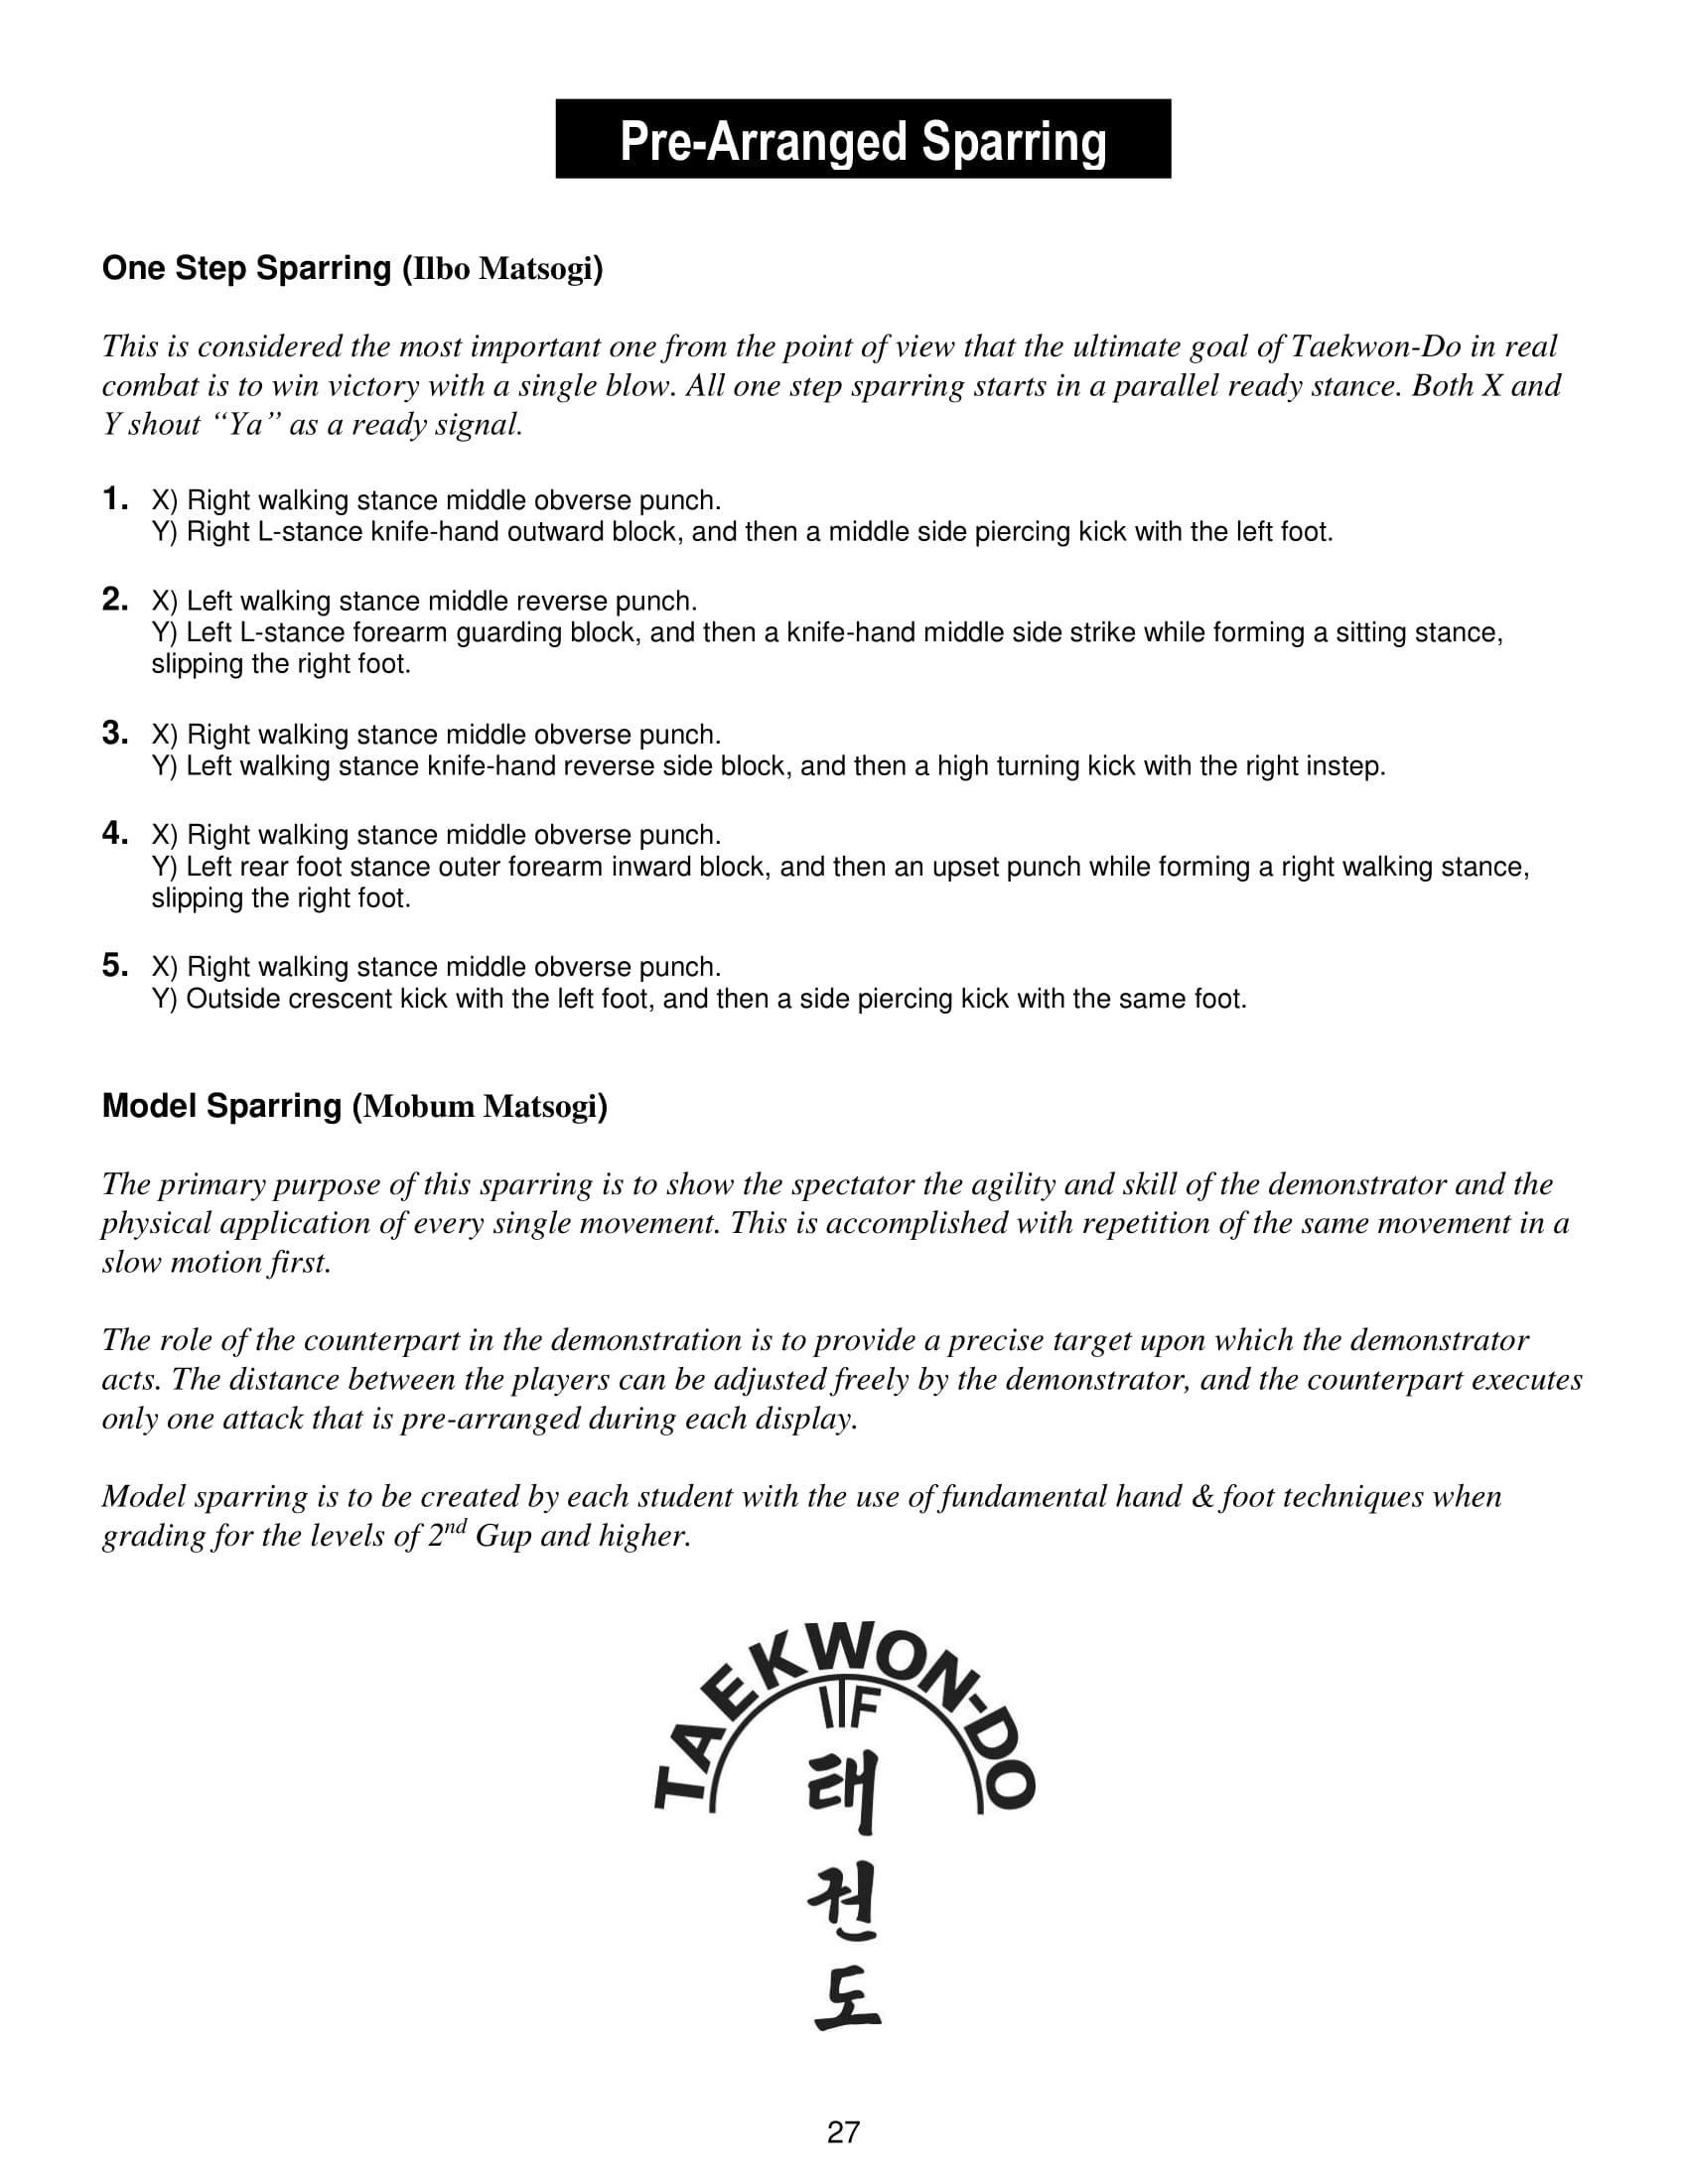 Pre-Arranged Sparring
One Step Sparring (Ilbo Matsogi)
This is considered the most important one from the point of view that the ultimate goal of Taekwon-Do in real
combat is to win victory with a single blow. All one step sparring starts in a parallel ready stance. Both X and
Y shout “Ya” as a ready signal.
1. X) Right walking stance middle obverse punch.
Y) Right L-stance knife-hand outward block, and then a middle side piercing kick with the left foot.
2. X) Left walking stance middle reverse punch.
Y) Left L-stance forearm guarding block, and then a knife-hand middle side strike while forming a sitting stance,
slipping the right foot.
3. X) Right walking stance middle obverse punch.
Y) Left walking stance knife-hand reverse side block, and then a high turning kick with the right instep.
4. X) Right walking stance middle obverse punch.
Y) Left rear foot stance outer forearm inward block, and then an upset punch while forming a right walking stance,
slipping the right foot.
5. X) Right walking stance middle obverse punch.
Y) Outside crescent kick with the left foot, and then a side piercing kick with the same foot.
Model Sparring (Mobum Matsogi)
The primary purpose of this sparring is to show the spectator the agility and skill of the demonstrator and the
physical application of every single movement. This is accomplished with repetition of the same movement in a
slow motion first.
The role of the counterpart in the demonstration is to provide a precise target upon which the demonstrator
acts. The distance between the players can be adjusted freely by the demonstrator, and the counterpart executes
only one attack that is pre-arranged during each display.
Model sparring is to be created by each student with the use of fundamental hand & foot techniques when
grading for the levels of 2nd Gup and higher.
TAEKWON-DO
ITF
태
권
도
27